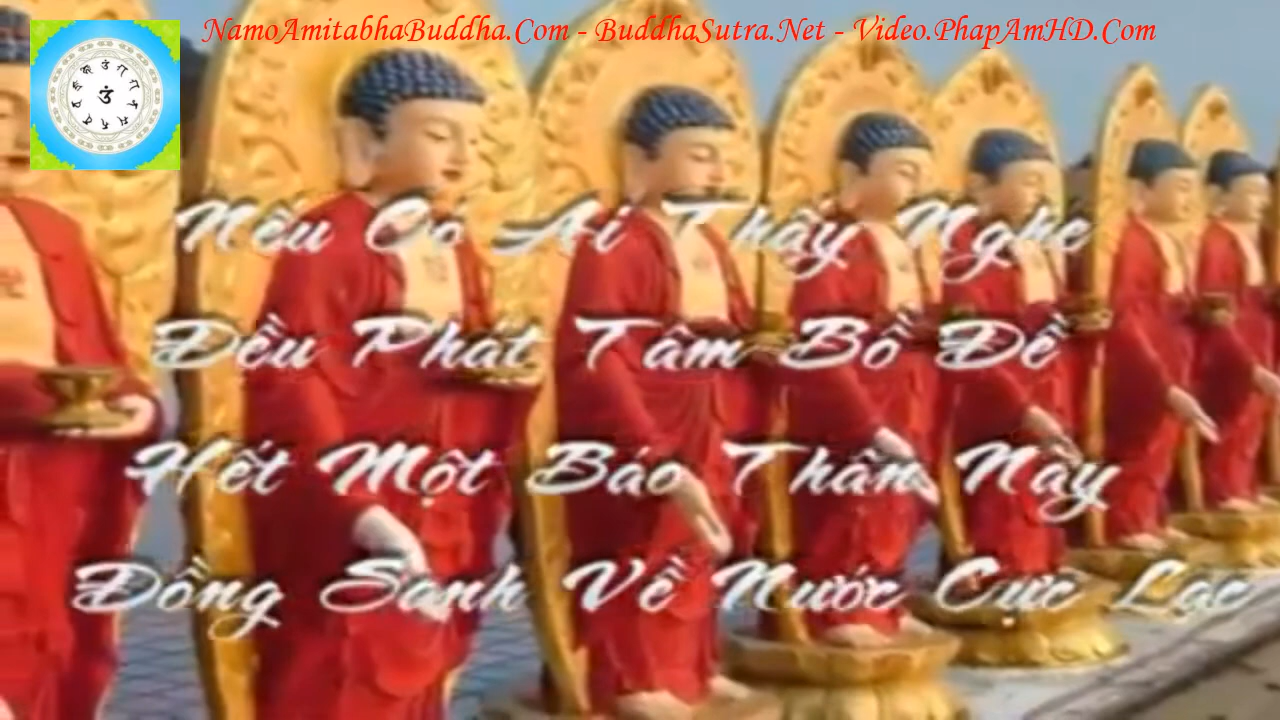 NamoAmitabhaBuddha.Com - BuddhaSutra.Net - Video.PhapAmHD.Com
Nếu Co Ai Thấy Nghe
Đều Phát Tâm Bồ Đề
Hết Một Báo Thân Này
Đồng Sanh Về Nước Cực Lạc